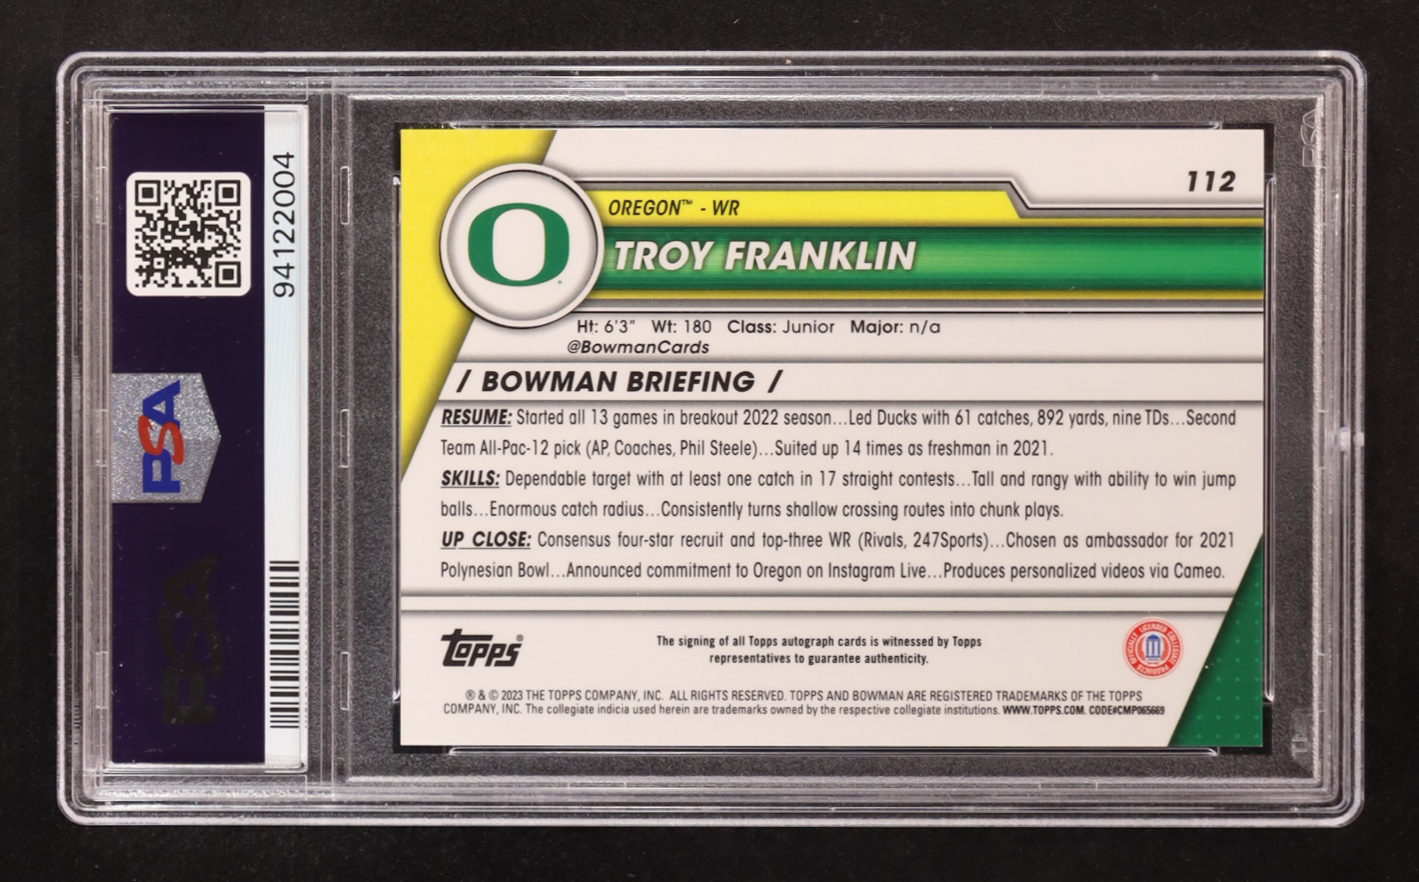 94122004
PSA
PSA
112
OREGON™ - WR
O
TROY FRANKLIN
Ht: 6'3" Wt: 180 Class: Junior Major: n/a
@BowmanCards
/ BOWMAN BRIEFING /
RESUME: Started all 13 games in breakout 2022 season...Led Ducks with 61 catches, 892 yards, nine TDs...Second
Team All-Pac-12 pick (AP, Coaches, Phil Steele)...Suited up 14 times as freshman in 2021.
SKILLS: Dependable target with at least one catch in 17 straight contests...Tall and rangy with ability to win jump
balls...Enormous catch radius...Consistently turns shallow crossing routes into chunk plays.
UP CLOSE: Consensus four-star recruit and top-three WR (Rivals, 247Sports)...Chosen as ambassador for 2021
Polynesian Bowl...Announced commitment to Oregon on Instagram Live...Produces personalized videos via Cameo.
Topps®
The signing of all Topps autograph cards is witnessed by Topps
representatives to guarantee authenticity.
OFFICIALLY LICENSED COLLEGIATE PRODUCTS
® & © 2023 THE TOPPS COMPANY, INC. ALL RIGHTS RESERVED. TOPPS AND BOWMAN ARE REGISTERED TRADEMARKS OF THE TOPPS
COMPANY, INC. The collegiate indicia used herein are trademarks owned by the respective collegiate institutions. WWW.TOPPS.COM. CODE#CMP065669
PSA